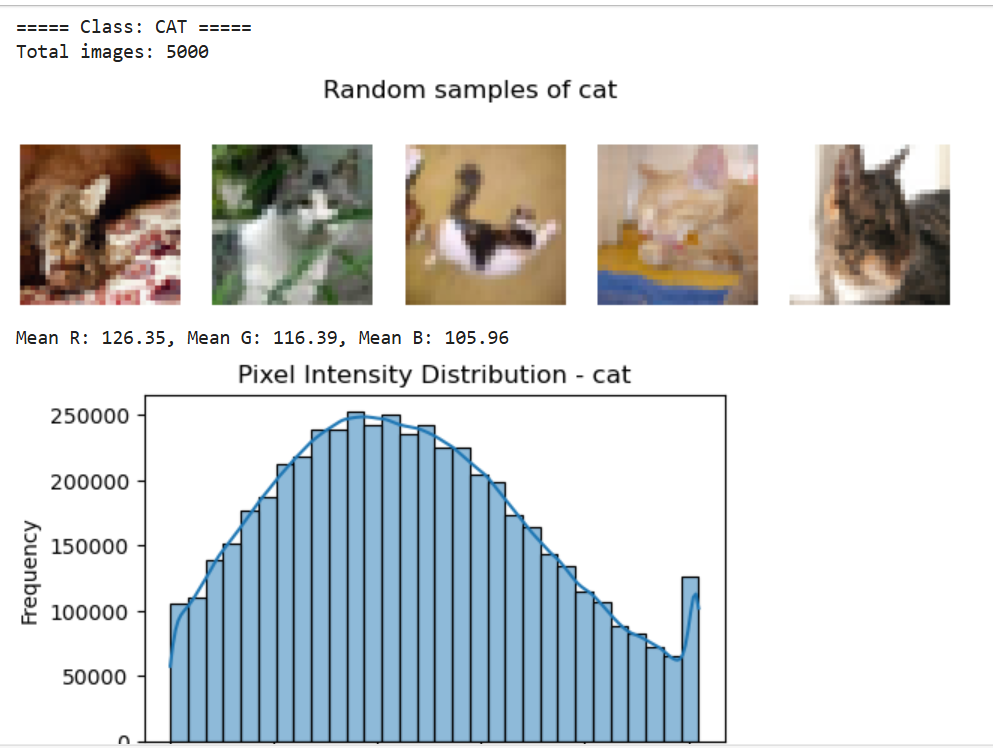 ===== Class: CAT =====
Total images: 5000
Random samples of cat
Mean R: 126.35, Mean G: 116.39, Mean B: 105.96
Pixel Intensity Distribution - cat
250000
200000
150000
100000
50000
0
Frequency